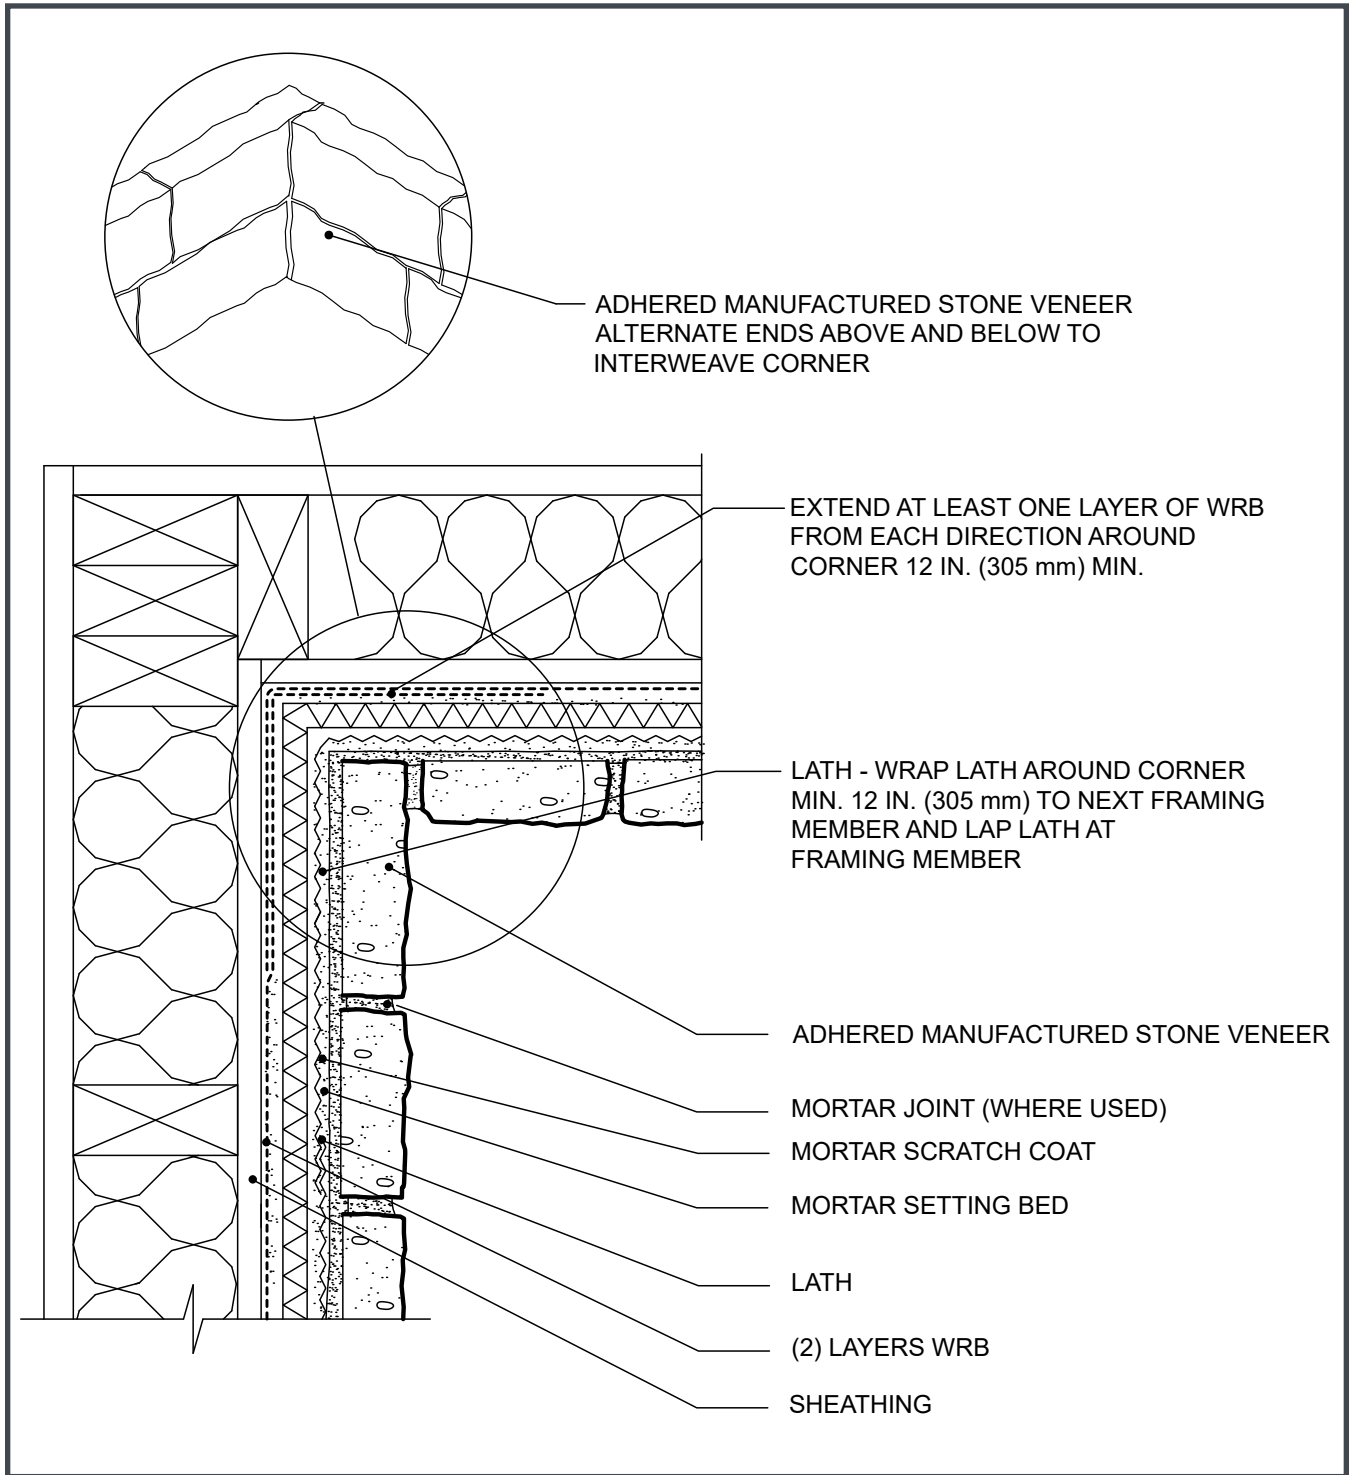 ADHERED MANUFACTURED STONE VENEER
ALTERNATE ENDS ABOVE AND BELOW TO
INTERWEAVE CORNER
EXTEND AT LEAST ONE LAYER OF WRB
FROM EACH DIRECTION AROUND
CORNER 12 IN. (305 mm) MIN.
LATH - WRAP LATH AROUND CORNER
MIN. 12 IN. (305 mm) TO NEXT FRAMING
MEMBER AND LAP LATH AT
FRAMING MEMBER
ADHERED MANUFACTURED STONE VENEER
MORTAR JOINT (WHERE USED)
MORTAR SCRATCH COAT
MORTAR SETTING BED
LATH
(2) LAYERS WRB
SHEATHING